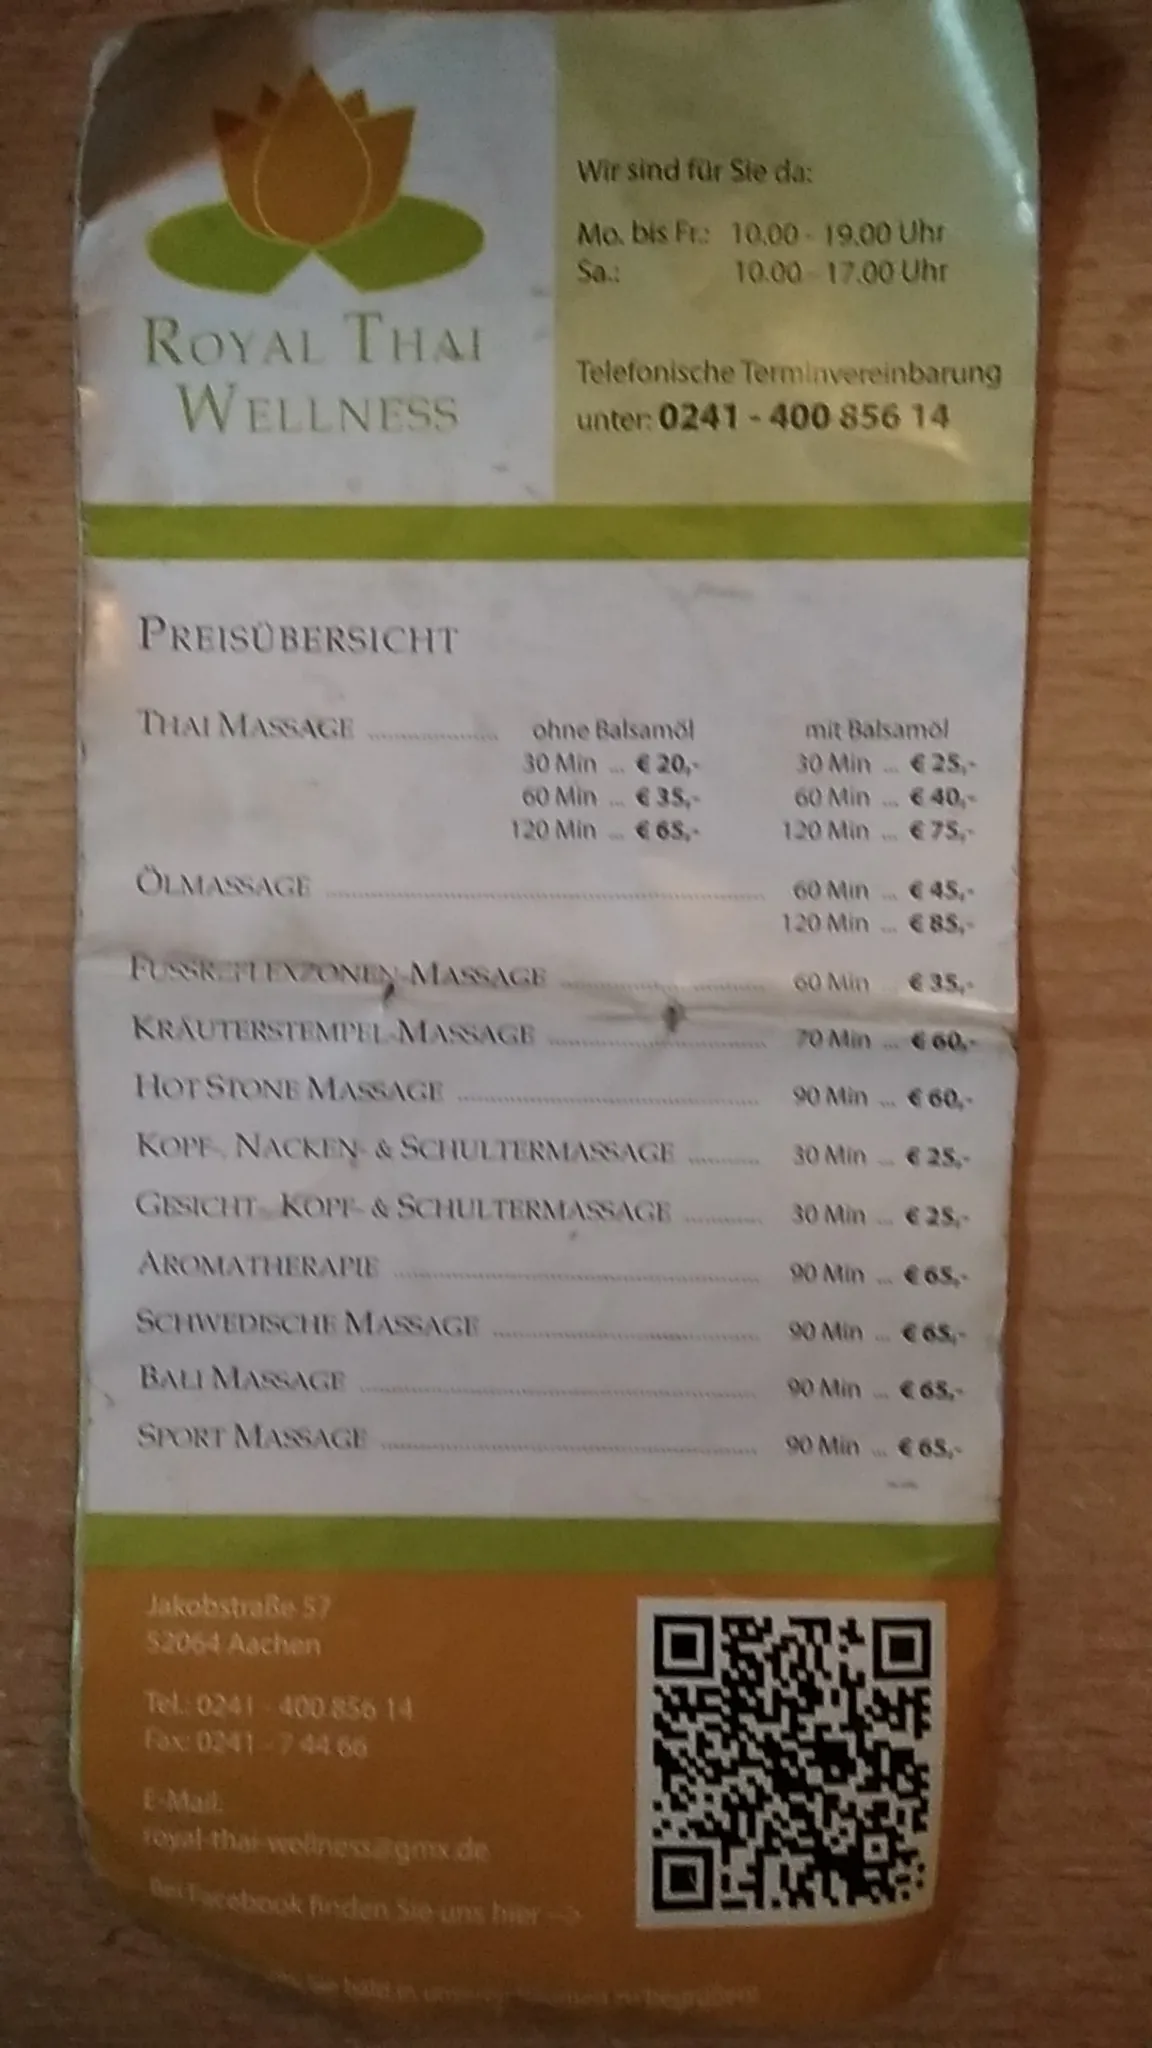 ROYAL THAI
WELLNESS
Wir sind für Sie da:
Mo. bis Fr.: 10.00 - 19.00 Uhr
Sa.: 10.00 - 17.00 Uhr
Telefonische Terminvereinbarung
unter: 0241 - 400 856 14
PREISÜBERSICHT
THAI MASSAGE .................... ohne Balsamöl mit Balsamöl
30 Min ... € 20,- 30 Min ... € 25,-
60 Min ... € 35,- 60 Min ... € 40,-
120 Min ... € 65,- 120 Min ... € 75,-
ÖLMASSAGE .................... 60 Min ... € 45,-
120 Min ... € 85,-
FUSSREFLEXZONEN-MASSAGE .................... 60 Min ... € 35,-
KRÄUTERSTEMPEL-MASSAGE .................... 70 Min ... € 60,-
HOT STONE MASSAGE .................... 90 Min ... € 60,-
KOPF-, NACKEN- & SCHULTERMASSAGE ........... 30 Min ... € 25,-
GESICHT-, KOPF- & SCHULTERMASSAGE ........... 30 Min ... € 25,-
AROMATHERAPIE .................... 90 Min ... € 65,-
SCHWEDISCHE MASSAGE .................... 90 Min ... € 65,-
BALI MASSAGE .................... 90 Min ... € 65,-
SPORT MASSAGE .................... 90 Min ... € 65,-
Jakobstraße 57
52064 Aachen
Tel.: 0241 - 400 856 14
Fax: 0241 - 7 44 66
E-Mail:
royal-thai-wellness@gmx.de
Bei Facebook finden Sie uns hier -->
Sie bald in unseren Räumen zu begrüßen!